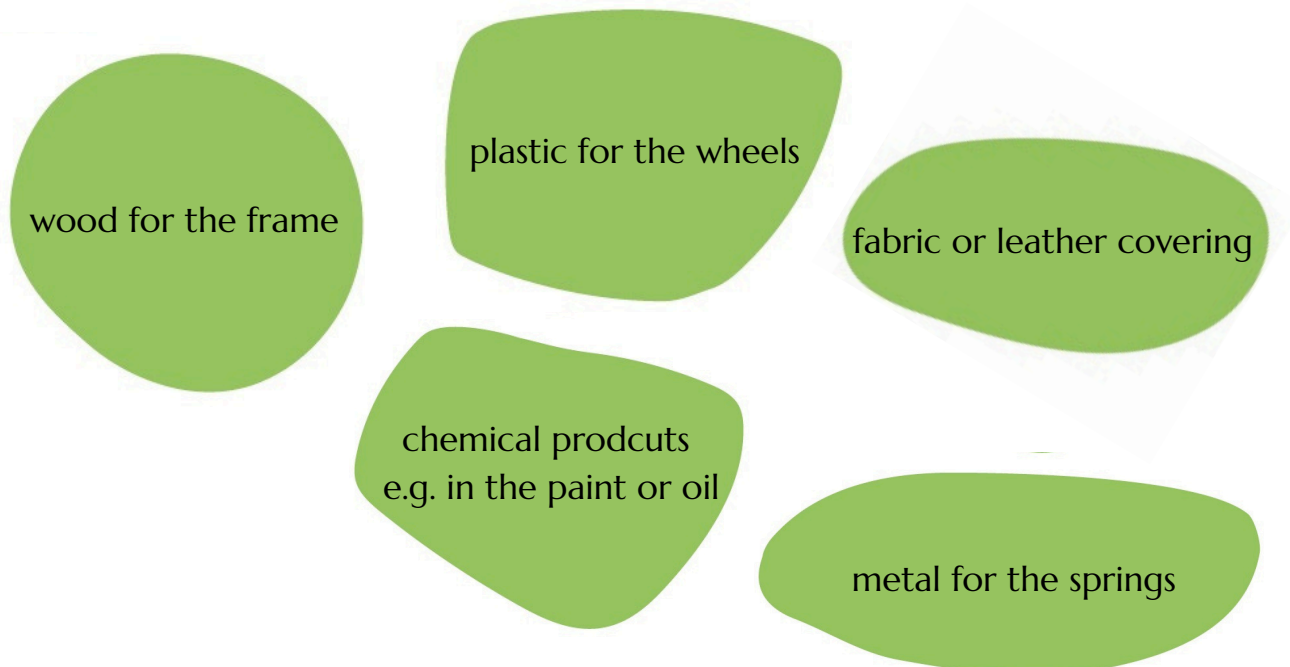 plastic for the wheels
wood for the frame
fabric or leather covering
chemical prodcuts
e.g. in the paint or oil
metal for the springs